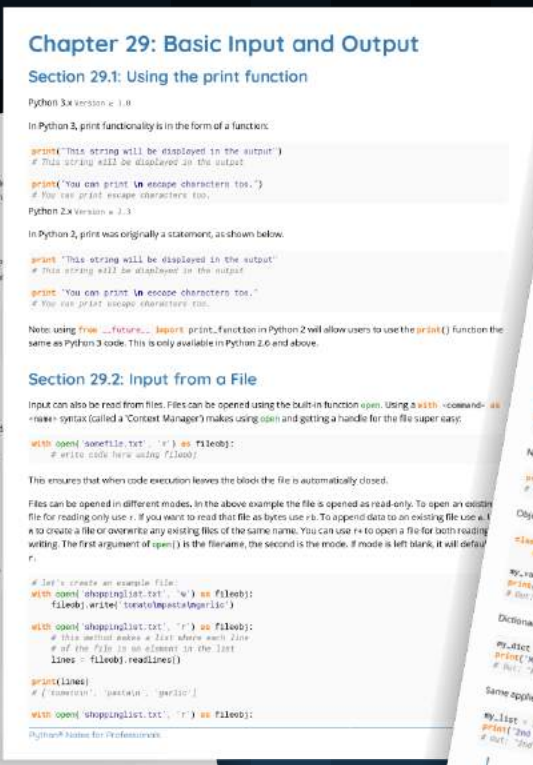 Chapter 29: Basic Input and Output
Section 29.1: Using the print function
Python 3.x Version ≥ 3.0
In Python 3, print functionality is in the form of a function:
print("This string will be displayed in the output")
# This string will be displayed in the output
print("You can print \n escape characters too.")
# You can print escape characters too.
Python 2.x Version ≥ 2.3
In Python 2, print was originally a statement, as shown below.
print "This string will be displayed in the output"
# This string will be displayed in the output
print "You can print \n escape characters too."
# You can print escape characters too.
Note: using from __future__ import print_function in Python 2 will allow users to use the print() function the
same as Python 3 code. This is only available in Python 2.6 and above.
Section 29.2: Input from a File
Input can also be read from files. Files can be opened using the built-in function open. Using a with <command> as
<name> syntax (called a 'Context Manager') makes using open and getting a handle for the file super easy:
with open('somefile.txt', 'r') as fileobj:
# write code here using fileobj
This ensures that when code execution leaves the block the file is automatically closed.
Files can be opened in different modes. In the above example the file is opened as read-only. To open an
file for reading only use r. If you want to read that file as bytes use rb. To append data to an existing file use a.
w to create a file or overwrite any existing files of the same name. You can use r+ to open a file for both reading
writing. The first argument of open() is the filename, the second is the mode. If mode is left blank, it will
r.
# let's create an example file:
with open('shoppinglist.txt', 'w') as fileobj:
fileobj.write('tomato\npasta\ngarlic')
with open('shoppinglist.txt', 'r') as fileobj:
# this method makes a list where each line
# of the file is an element in the list
lines = fileobj.readlines()
print(lines)
# ['tomato\n', 'pasta\n', 'garlic']
with open('shoppinglist.txt', 'r') as fileobj:
Python® Notes for Professionals
my_dict
Same
my_list =
print("2nd